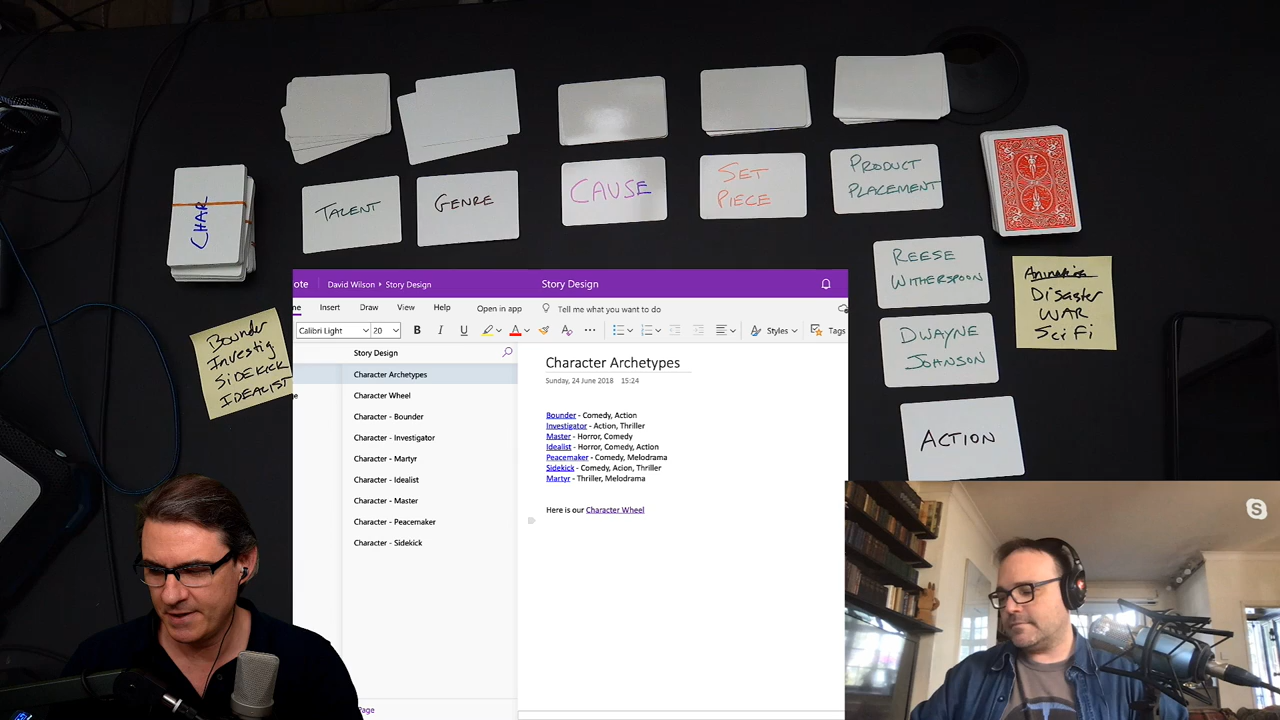 CHAR
TALENT
GENRE
CAUSE
SET
PIECE
PRODUCT
PLACEMENT
REESE
WITHERSPOON
DWAYNE
JOHNSON
ACTION
Disaster
WAR
Sci Fi
Bounder
Investig
SIDEKICK
IDEALIST
ote David Wilson ▸ Story Design
Story Design
me Insert Draw View Help Open in app Tell me what you want to do
Calibri Light 20 B I U A Styles Tags
Story Design
Character Archetypes
Character Wheel
Character - Bounder
Character - Investigator
Character - Martyr
Character - Idealist
Character - Master
Character - Peacemaker
Character - Sidekick
Page
Character Archetypes
Sunday, 24 June 2018 15:24
Bounder - Comedy, Action
Investigator - Action, Thriller
Master - Horror, Comedy
Idealist - Horror, Comedy, Action
Peacemaker - Comedy, Melodrama
Sidekick - Comedy, Acion, Thriller
Martyr - Thriller, Melodrama
Here is our Character Wheel